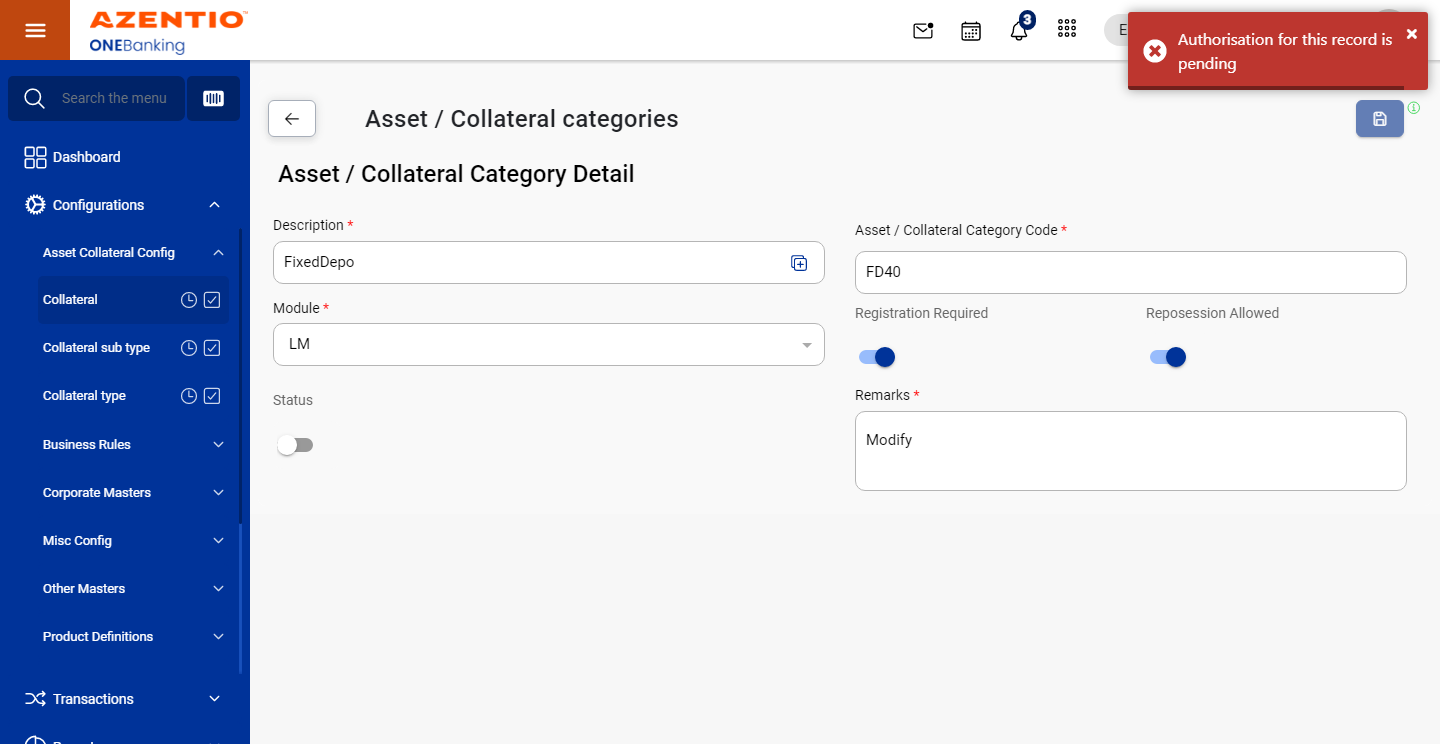 AZENTIO™
ONEBanking
3
E
Authorisation for this record is
pending
Search the menu
Dashboard
Configurations
Asset Collateral Config
Collateral
Collateral sub type
Collateral type
Business Rules
Corporate Masters
Misc Config
Other Masters
Product Definitions
Transactions
Asset / Collateral categories
Asset / Collateral Category Detail
Description *
FixedDepo
Asset / Collateral Category Code *
FD40
Module *
LM
Registration Required
Reposession Allowed
Status
Remarks *
Modify